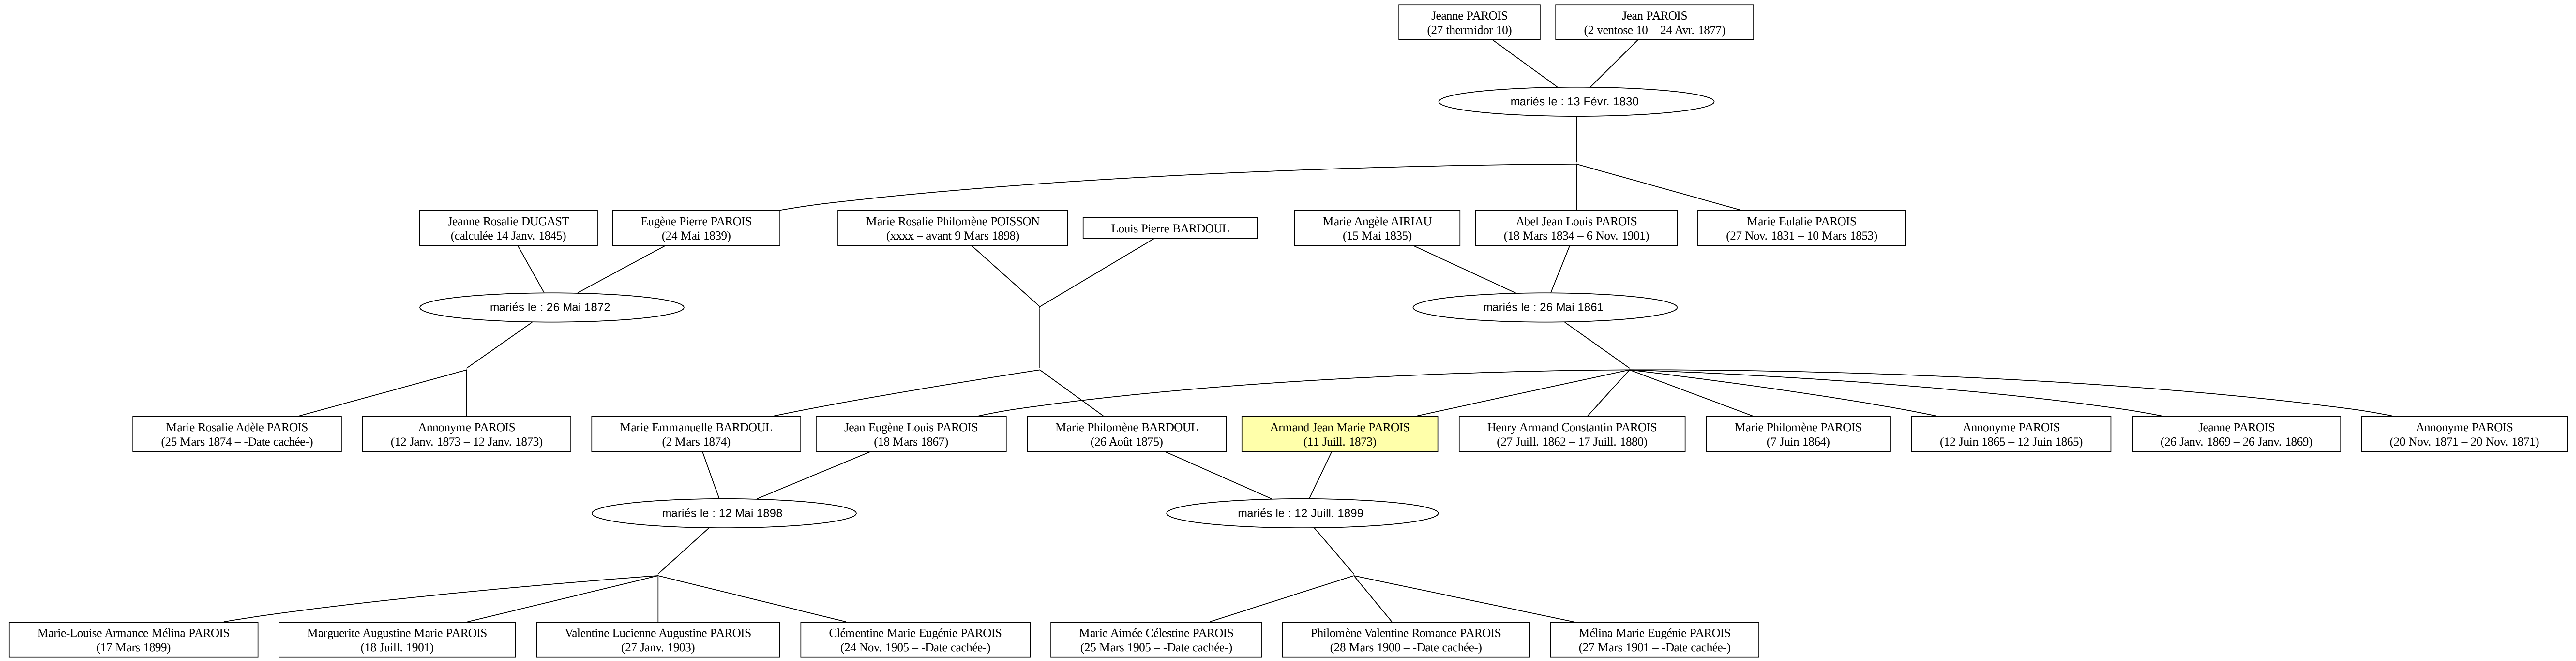 Jeanne PAROIS
(27 thermidor 10)
Jean PAROIS
(2 ventose 10 – 24 Avr. 1877)
mariés le : 13 Févr. 1830
Jeanne Rosalie DUGAST
(calculée 14 Janv. 1845)
Eugène Pierre PAROIS
(24 Mai 1839)
Marie Rosalie Philomène POISSON
(xxxx – avant 9 Mars 1898)
Louis Pierre BARDOUL
Marie Angèle AIRIAU
(15 Mai 1835)
Abel Jean Louis PAROIS
(18 Mars 1834 – 6 Nov. 1901)
Marie Eulalie PAROIS
(27 Nov. 1831 – 10 Mars 1853)
mariés le : 26 Mai 1872
mariés le : 26 Mai 1861
Marie Rosalie Adèle PAROIS
(25 Mars 1874 – -Date cachée-)
Annonyme PAROIS
(12 Janv. 1873 – 12 Janv. 1873)
Marie Emmanuelle BARDOUL
(2 Mars 1874)
Jean Eugène Louis PAROIS
(18 Mars 1867)
Marie Philomène BARDOUL
(26 Août 1875)
Armand Jean Marie PAROIS
(11 Juill. 1873)
Henry Armand Constantin PAROIS
(27 Juill. 1862 – 17 Juill. 1880)
Marie Philomène PAROIS
(7 Juin 1864)
Annonyme PAROIS
(12 Juin 1865 – 12 Juin 1865)
Jeanne PAROIS
(26 Janv. 1869 – 26 Janv. 1869)
Annonyme PAROIS
(20 Nov. 1871 – 20 Nov. 1871)
mariés le : 12 Mai 1898
mariés le : 12 Juill. 1899
Marie-Louise Armance Mélina PAROIS
(17 Mars 1899)
Marguerite Augustine Marie PAROIS
(18 Juill. 1901)
Valentine Lucienne Augustine PAROIS
(27 Janv. 1903)
Clémentine Marie Eugénie PAROIS
(24 Nov. 1905 – -Date cachée-)
Marie Aimée Célestine PAROIS
(25 Mars 1905 – -Date cachée-)
Philomène Valentine Romance PAROIS
(28 Mars 1900 – -Date cachée-)
Mélina Marie Eugénie PAROIS
(27 Mars 1901 – -Date cachée-)